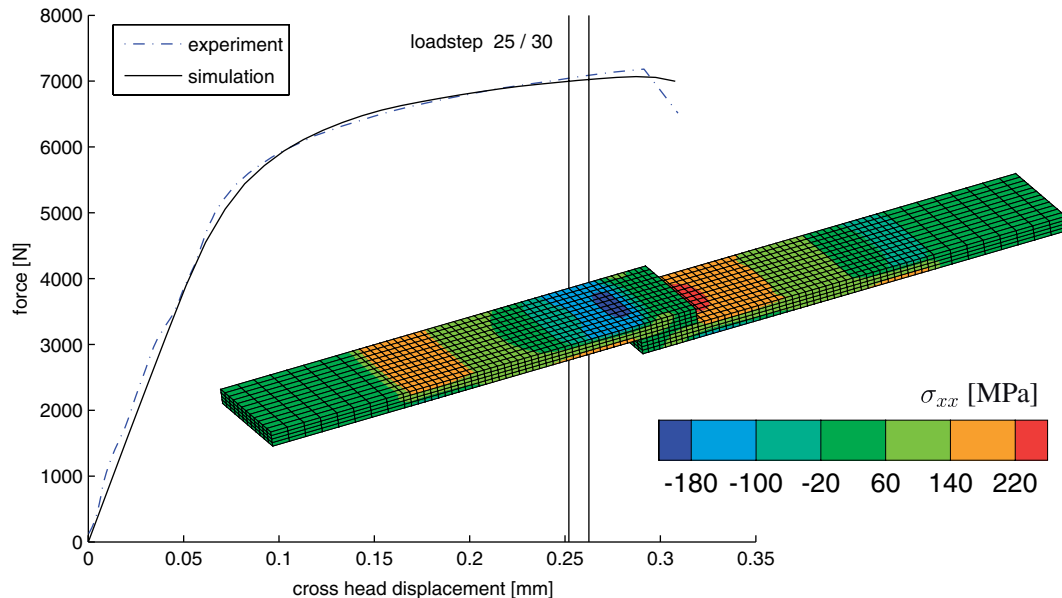 8000
7000
6000
5000
4000
3000
2000
1000
0
force [N]
experiment
simulation
loadstep 25 / 30
σxx [MPa]
-180 -100 -20 60 140 220
0 0.05 0.1 0.15 0.2 0.25 0.3 0.35
cross head displacement [mm]